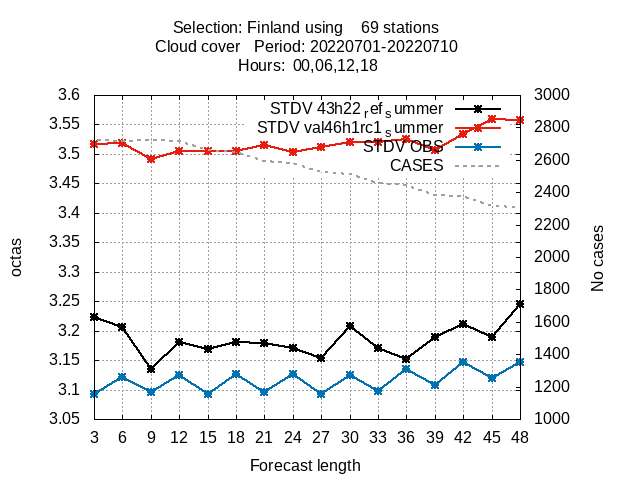 Selection: Finland using    69 stations
Cloud cover   Period: 20220701-20220710
Hours:  00,06,12,18
3.6
3.55
3.5
3.45
3.4
3.35
3.3
3.25
3.2
3.15
3.1
3.05
octas
STDV 43h22ref_summer
STDV val46h1rc1summer
STDV OBS
CASES
3000
2800
2600
2400
2200
2000
1800
1600
1400
1200
1000
No cases
3 6 9 12 15 18 21 24 27 30 33 36 39 42 45 48
Forecast length